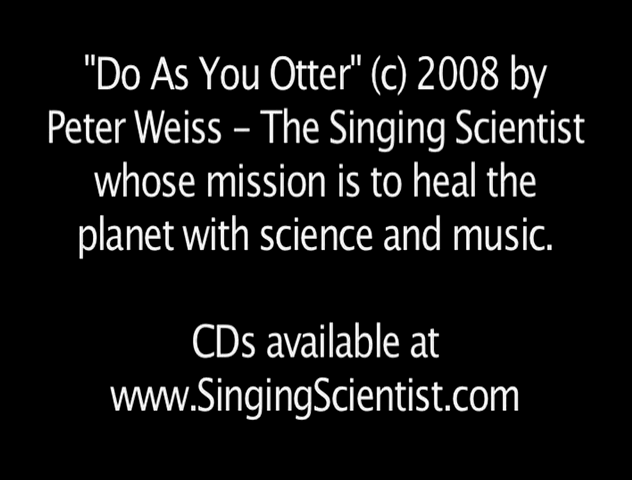 "Do As You Otter" (c) 2008 by
Peter Weiss – The Singing Scientist
whose mission is to heal the
planet with science and music.
CDs available at
www.SingingScientist.com